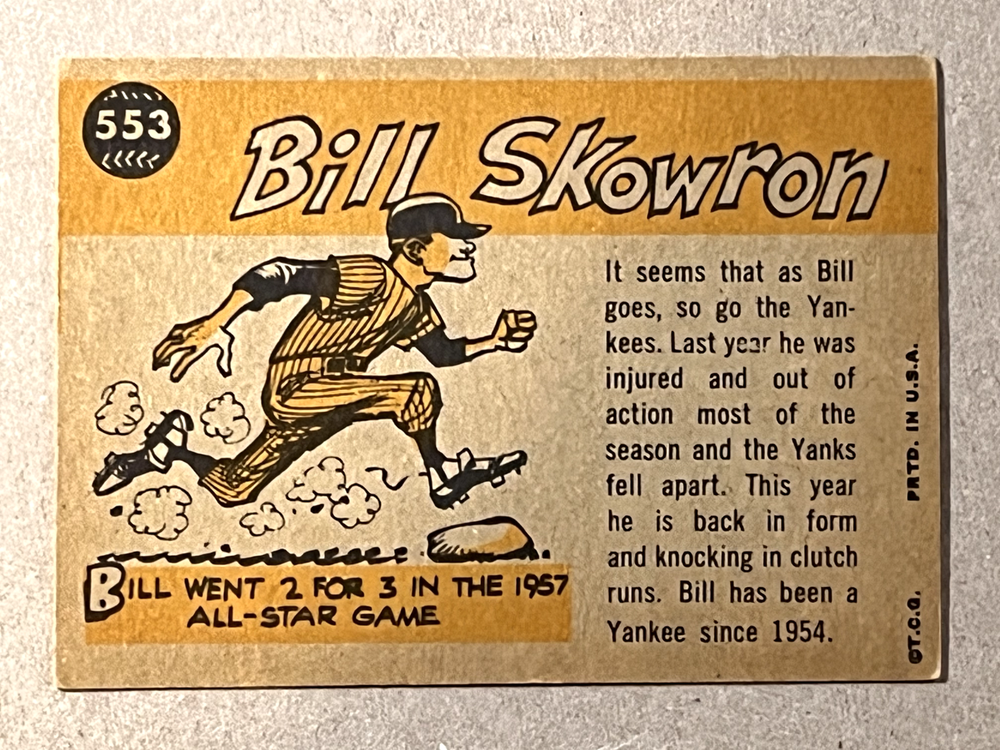 553
Bill Skowron
It seems that as Bill
goes, so go the Yan-
kees. Last year he was
injured and out of
action most of the
season and the Yanks
fell apart. This year
he is back in form
and knocking in clutch
runs. Bill has been a
Yankee since 1954.
BILL WENT 2 FOR 3 IN THE 1957
ALL-STAR GAME
©T.C.G.
PRTD. IN U.S.A.